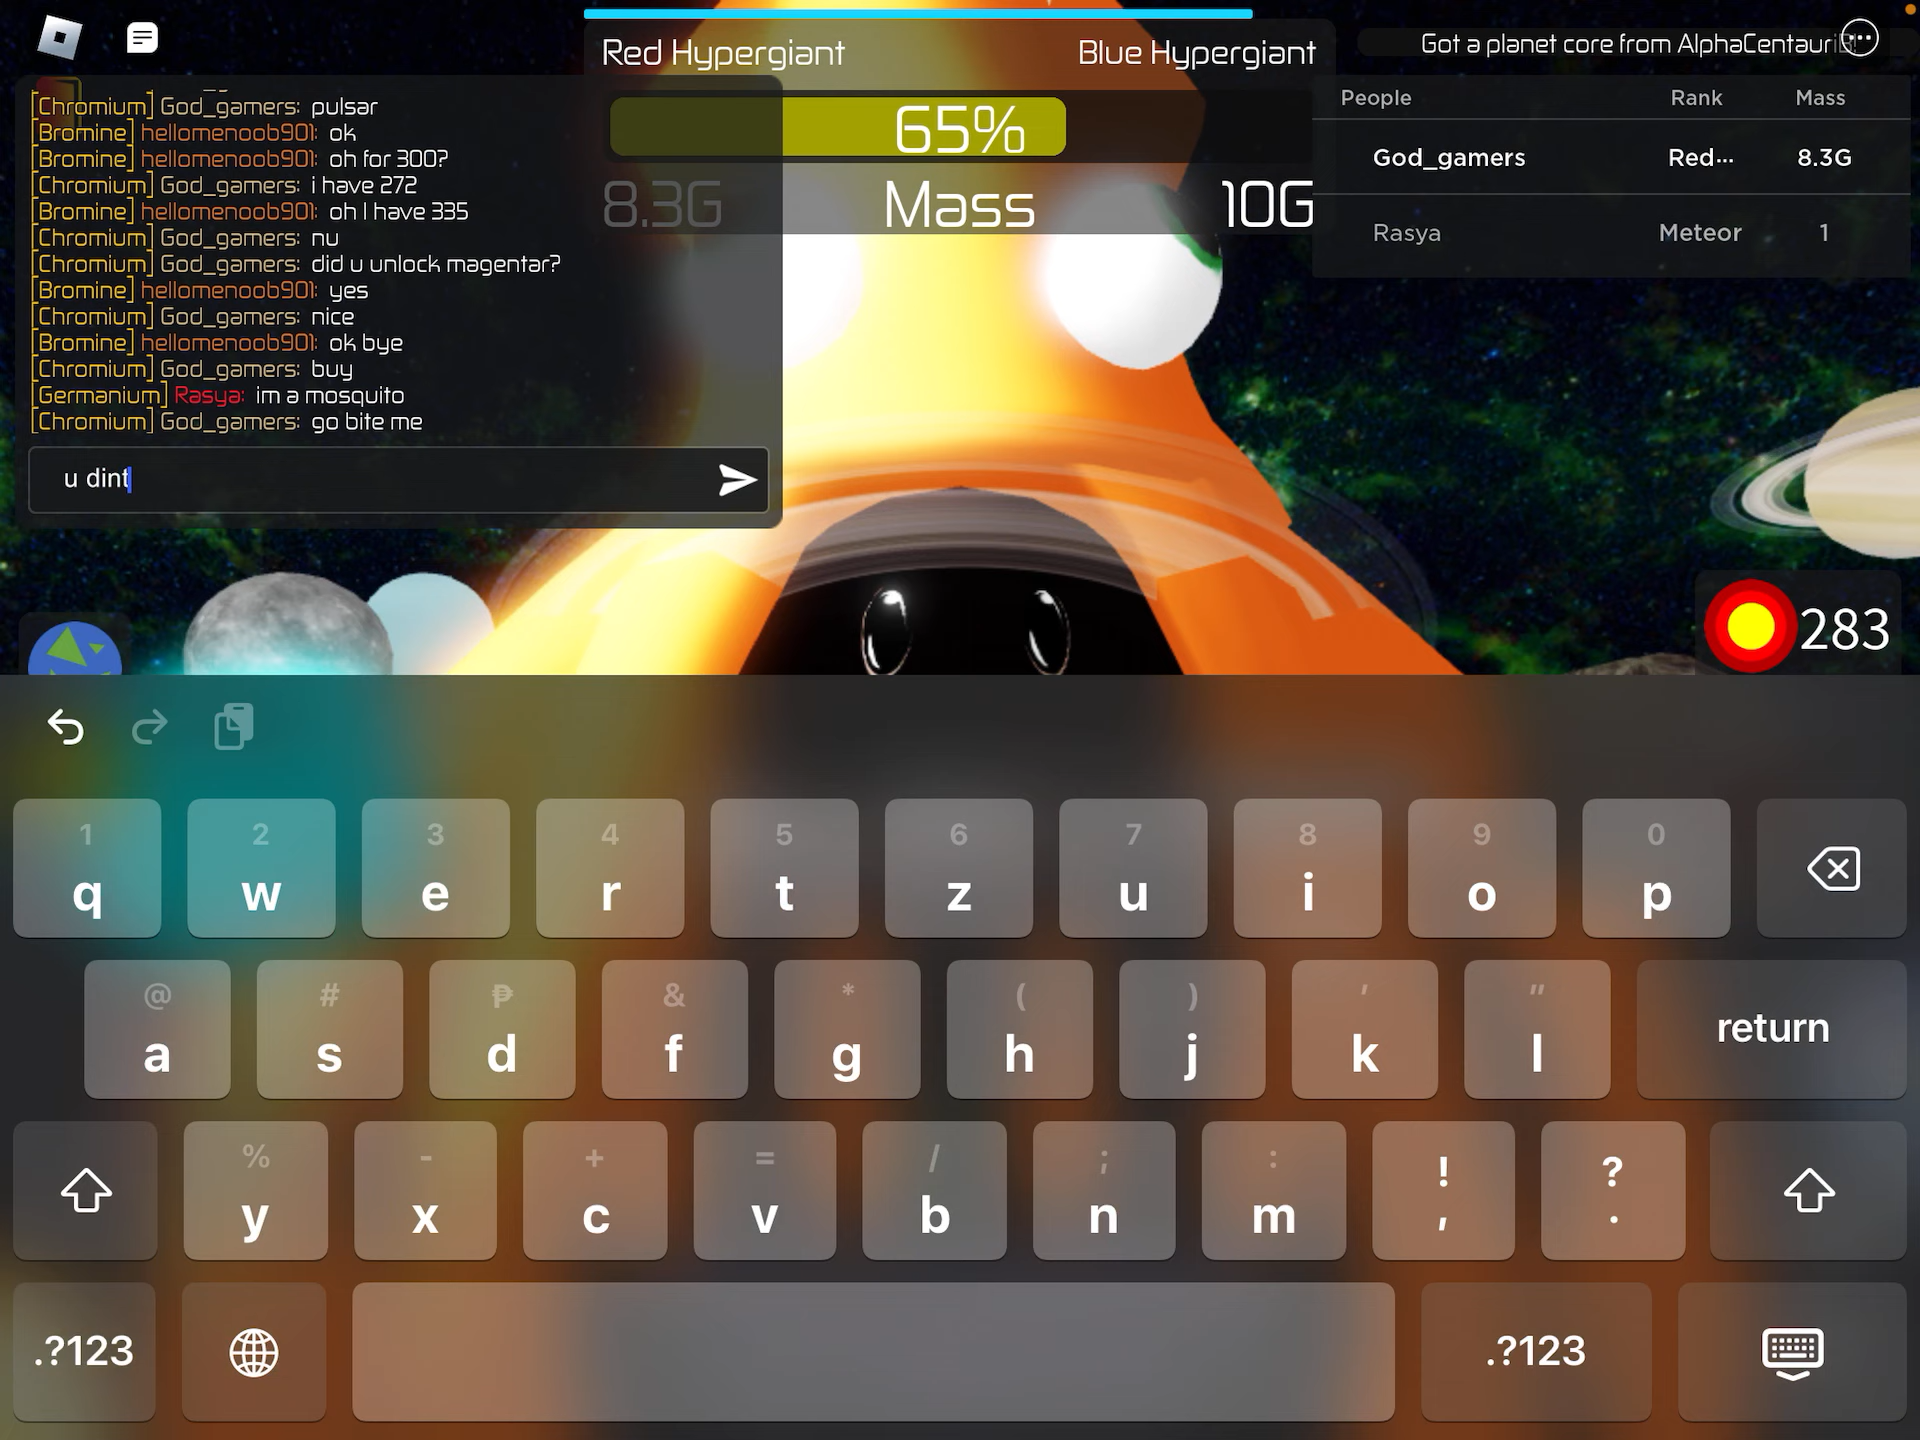 Red Hypergiant Blue Hypergiant
65%
8.3G Mass 10G
Got a planet core from AlphaCentauri
People Rank Mass
God_gamers Red... 8.3G
Rasya Meteor 1
[Chromium] God_gamers: pulsar
[Bromine] hellomenoob901: ok
[Bromine] hellomenoob901: oh for 300?
[Chromium] God_gamers: i have 272
[Bromine] hellomenoob901: oh I have 335
[Chromium] God_gamers: nu
[Chromium] God_gamers: did u unlock magentar?
[Bromine] hellomenoob901: yes
[Chromium] God_gamers: nice
[Bromine] hellomenoob901: ok bye
[Chromium] God_gamers: buy
[Germanium] Rasya: im a mosquito
[Chromium] God_gamers: go bite me
u dint
283
1 2 3 4 5 6 7 8 9 0
q w e r t z u i o p
@ # ₱ & * ( ) ' "
a s d f g h j k l return
% - + = / ; : ! ?
y x c v b n m , .
.?123 .?123